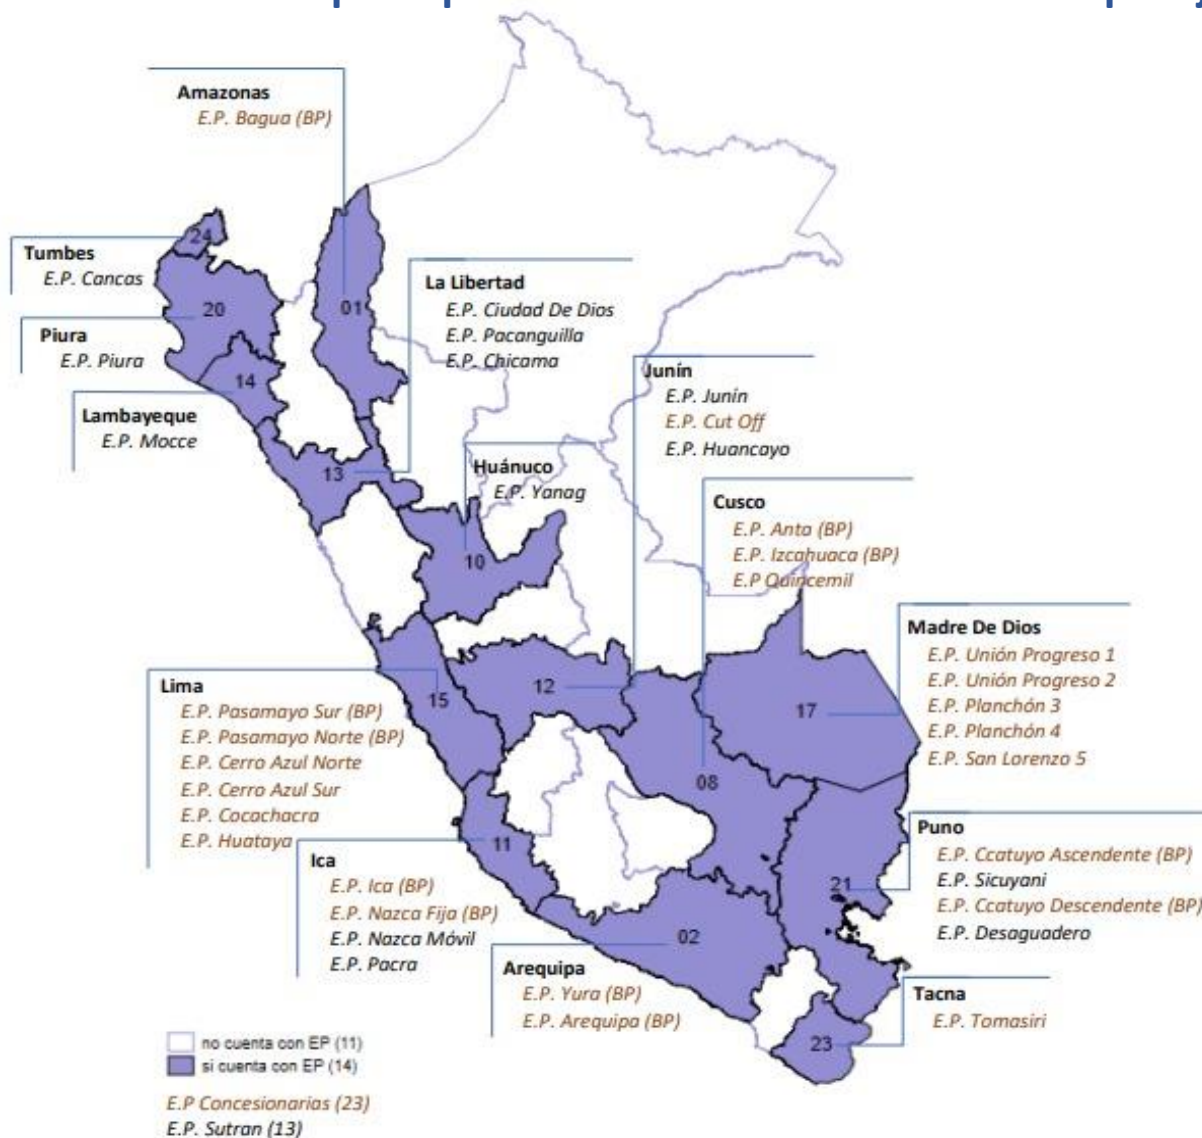 Amazonas
E.P. Bagua (BP)
24
Tumbes
E.P. Cancas
20
01
Piura
E.P. Piura
14
Lambayeque
E.P. Mocce
La Libertad
E.P. Ciudad De Dios
E.P. Pacanguilla
E.P. Chicama
13
Junín
E.P. Junín
E.P. Cut Off
E.P. Huancayo
Huánuco
E.P. Yanag
10
Cusco
E.P. Anta (BP)
E.P. Izcahuaca (BP)
E.P Quincemil
Madre De Dios
E.P. Unión Progreso 1
E.P. Unión Progreso 2
E.P. Planchón 3
E.P. Planchón 4
E.P. San Lorenzo 5
12
15
17
08
Lima
E.P. Pasamayo Sur (BP)
E.P. Pasamayo Norte (BP)
E.P. Cerro Azul Norte
E.P. Cerro Azul Sur
E.P. Cocachacra
E.P. Huataya
11
Ica
E.P. Ica (BP)
E.P. Nazca Fija (BP)
E.P. Nazca Móvil
E.P. Pacra
02
21
Puno
E.P. Ccatuyo Ascendente (BP)
E.P. Sicuyani
E.P. Ccatuyo Descendente (BP)
E.P. Desaguadero
Arequipa
E.P. Yura (BP)
E.P. Arequipa (BP)
Tacna
E.P. Tomasiri
23
no cuenta con EP (11)
si cuenta con EP (14)
E.P Concesionarias (23)
E.P. Sutran (13)